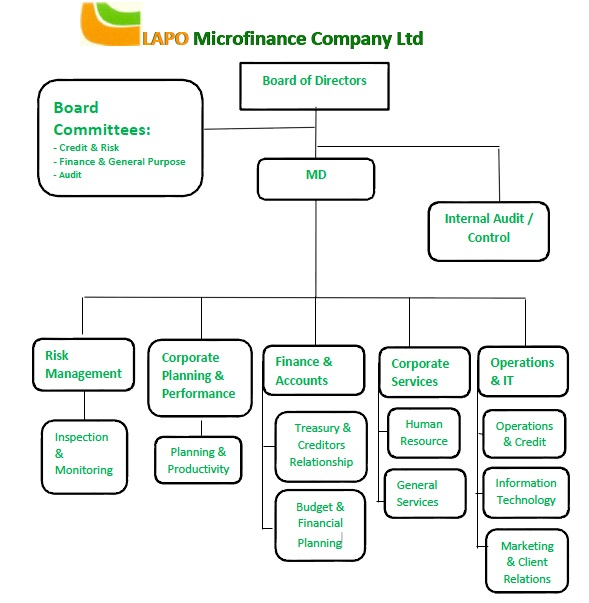 LAPO Microfinance Company Ltd
Board of Directors
Board
Committees:
- Credit & Risk
- Finance & General Purpose
- Audit
MD
Internal Audit /
Control
Risk
Management
Corporate
Planning &
Performance
Finance &
Accounts
Corporate
Services
Operations
& IT
Inspection
&
Monitoring
Planning &
Productivity
Treasury &
Creditors
Relationship
Budget &
Financial
Planning
Human
Resource
General
Services
Operations
& Credit
Information
Technology
Marketing
& Client
Relations